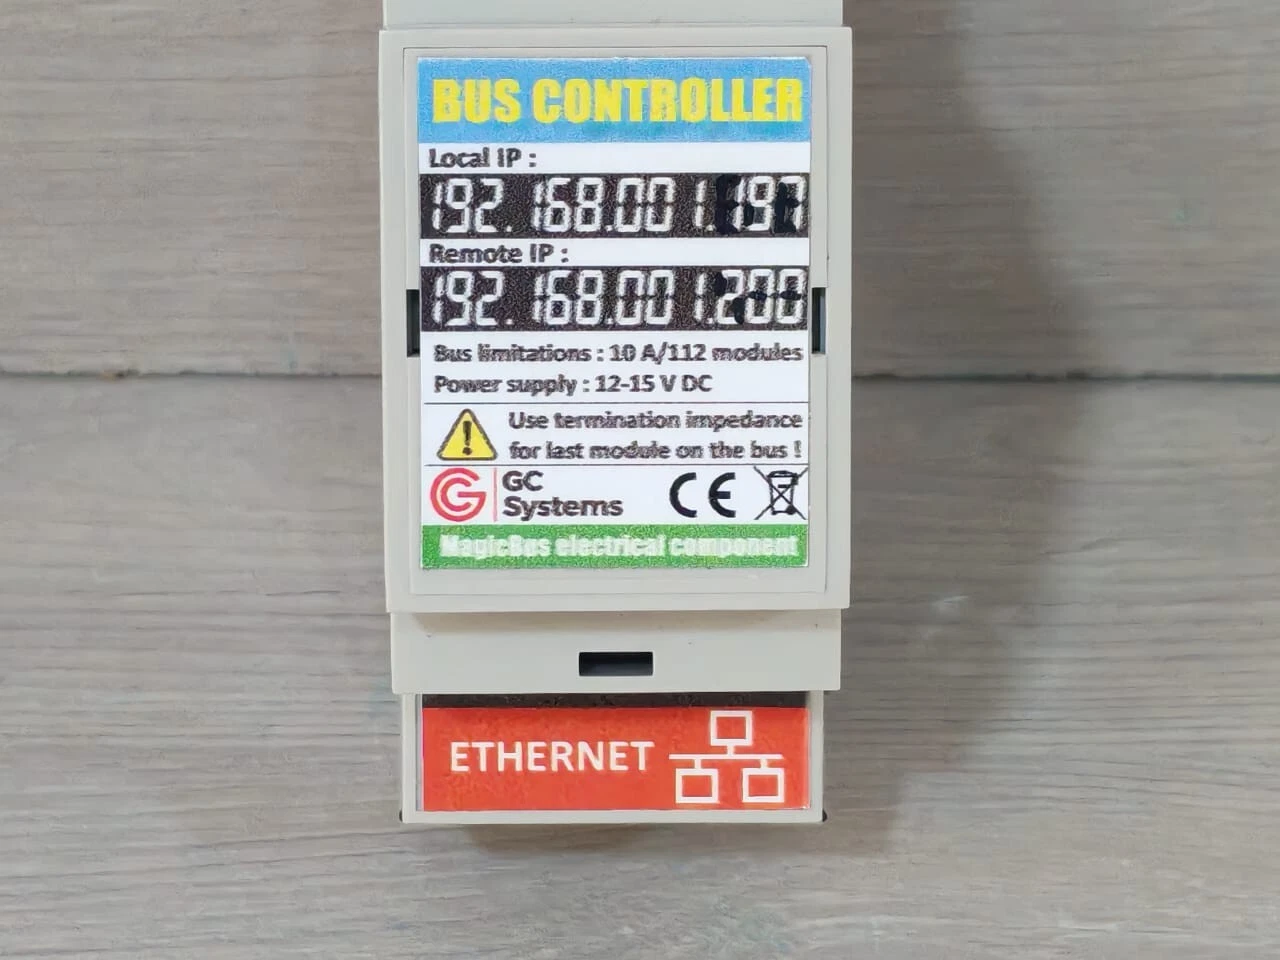 BUS CONTROLLER
Local IP :
192.168.001.197
Remote IP :
192.168.001.200
Bus limitations : 10 A/112 modules
Power supply : 12-15 V DC
Use termination impedance
for last module on the bus !
GC
Systems
CE
MagicBus electrical component
ETHERNET